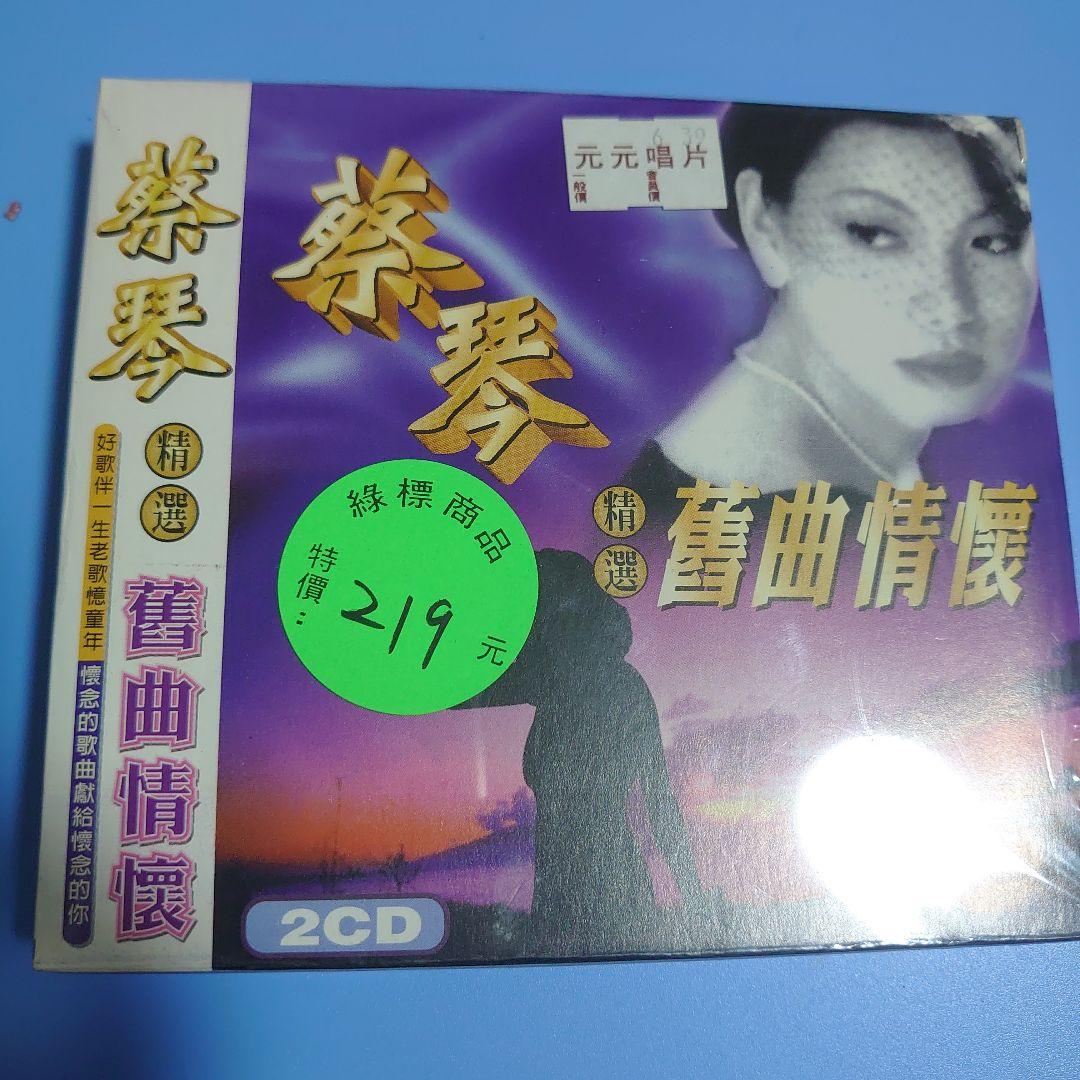 蔡琴
精選
舊曲情懷
好歌伴一生老歌憶童年
懷念的歌曲獻給懷念的你
蔡琴
元元唱片
一般價
會員價
6 39
精選
舊曲情懷
綠標商品
特價:
219元
2CD